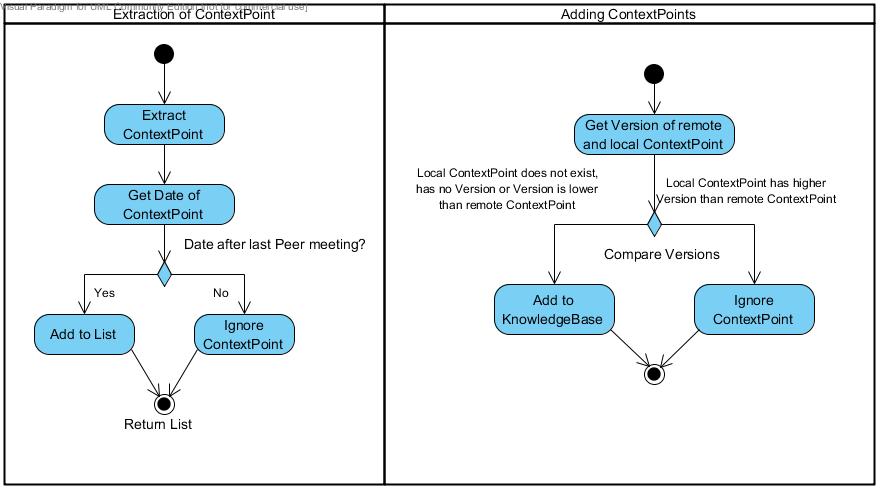 Visual Paradigm for UML Community Edition [not for commercial use]
Extraction of ContextPoint
Adding ContextPoints
Extract
ContextPoint
Get Date of
ContextPoint
Date after last Peer meeting?
Yes
No
Add to List
Ignore
ContextPoint
Return List
Get Version of remote
and local ContextPoint
Local ContextPoint does not exist,
has no Version or Version is lower
than remote ContextPoint
Local ContextPoint has higher
Version than remote ContextPoint
Compare Versions
Add to
KnowledgeBase
Ignore
ContextPoint